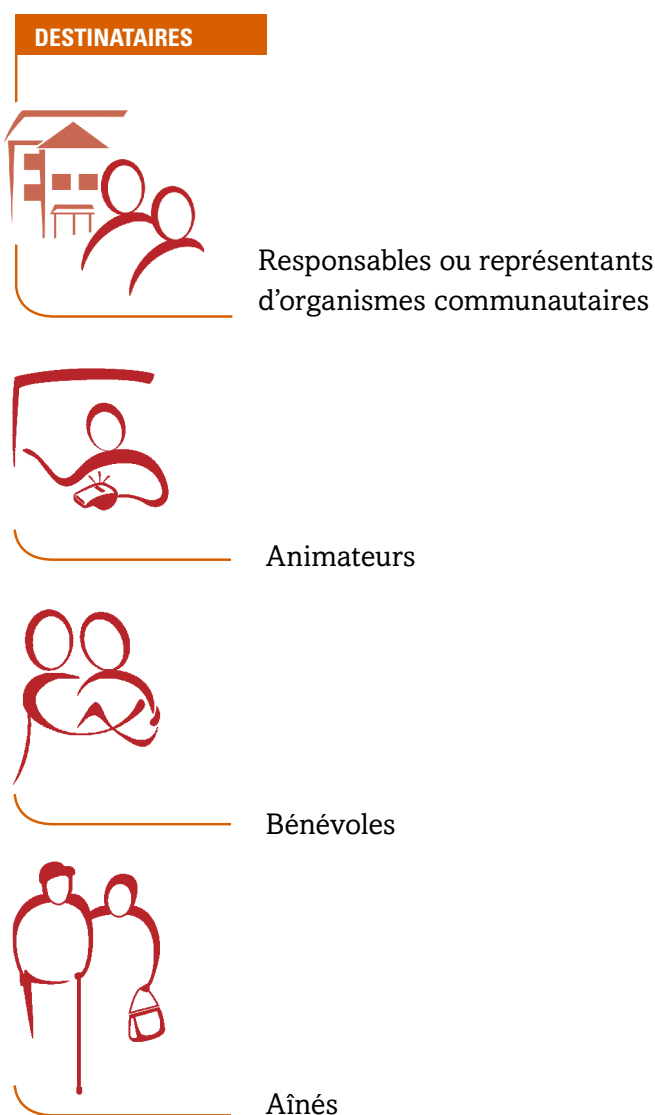 DESTINATAIRES
Responsables ou représentants
d’organismes communautaires
Animateurs
Bénévoles
Aînés